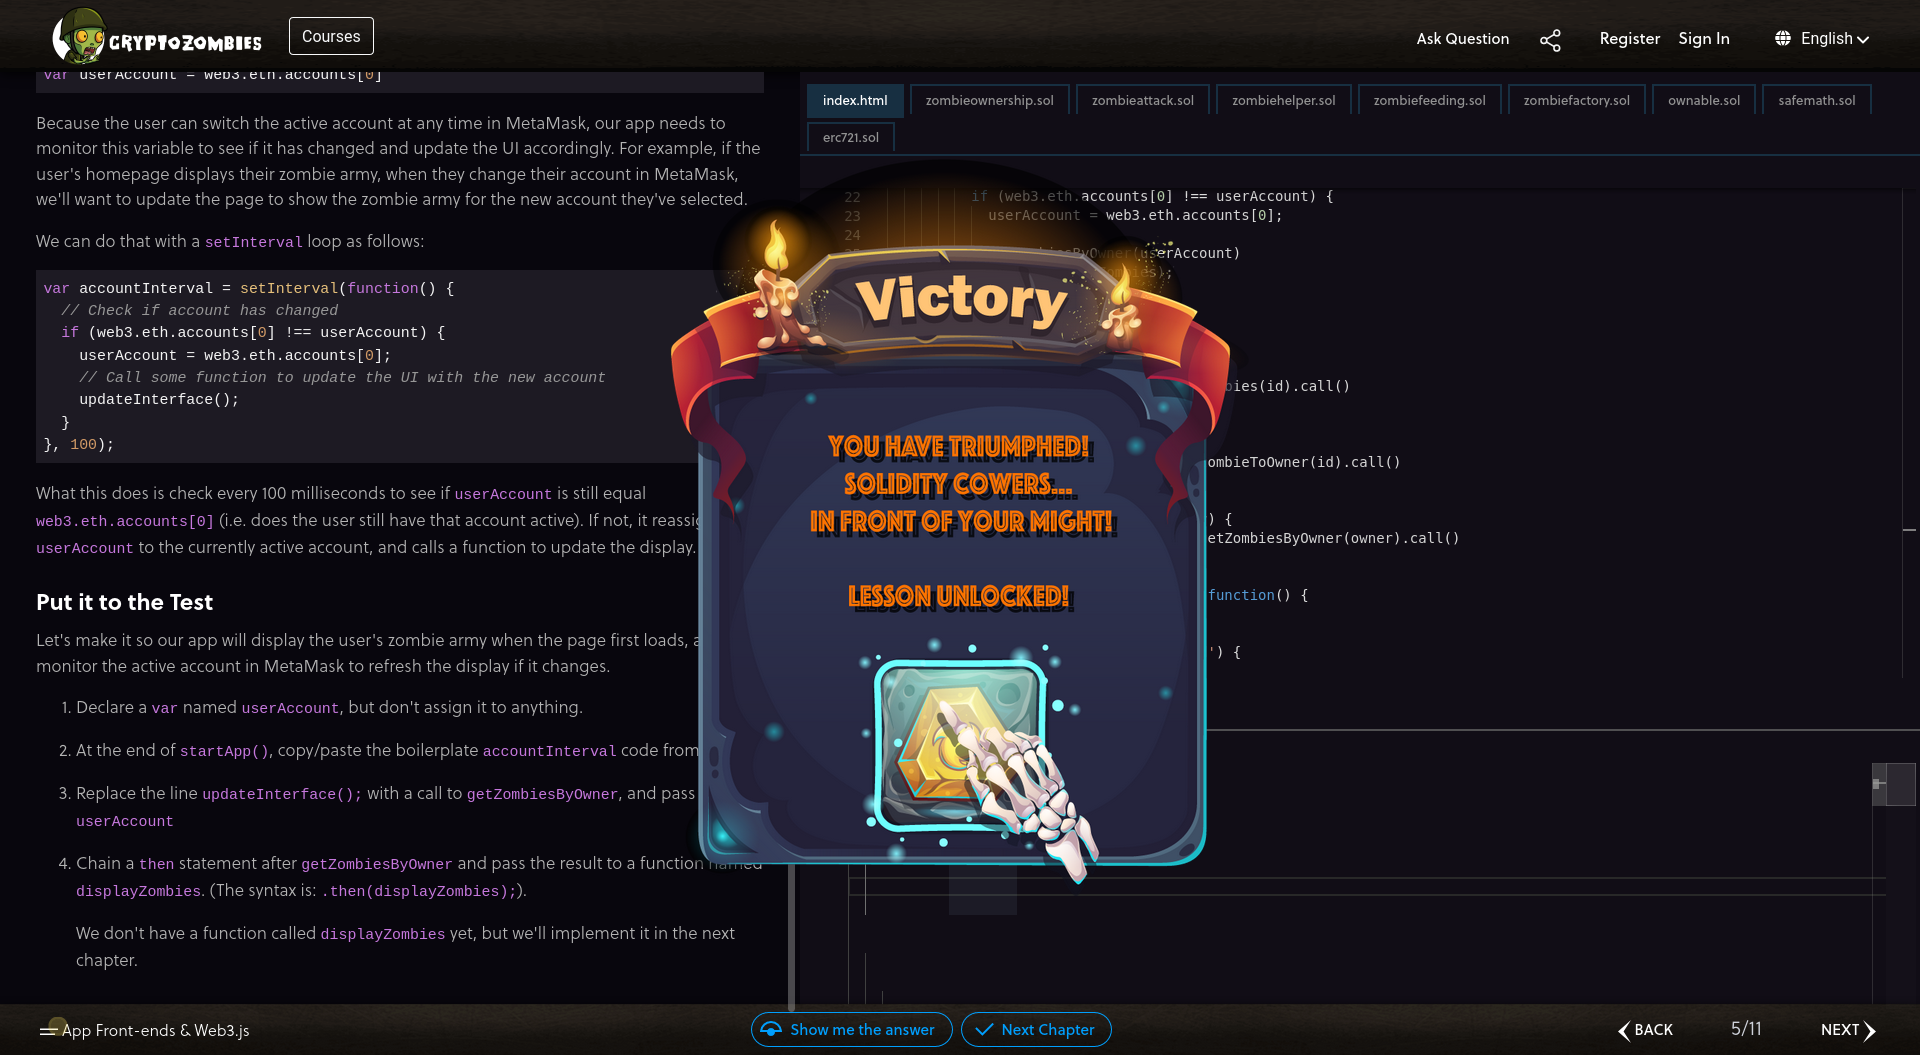 CRYPTOZOMBIES
Courses
Ask Question
Register
Sign In
English
var userAccount = web3.eth.accounts[0]
Because the user can switch the active account at any time in MetaMask, our app needs to
monitor this variable to see if it has changed and update the UI accordingly. For example, if the
user's homepage displays their zombie army, when they change their account in MetaMask,
we'll want to update the page to show the zombie army for the new account they've selected.
We can do that with a setInterval loop as follows:
var accountInterval = setInterval(function() {
// Check if account has changed
if (web3.eth.accounts[0] !== userAccount) {
userAccount = web3.eth.accounts[0];
// Call some function to update the UI with the new account
updateInterface();
}
}, 100);
What this does is check every 100 milliseconds to see if userAccount is still equal
web3.eth.accounts[0] (i.e. does the user still have that account active). If not, it
userAccount to the currently active account, and calls a function to update the display.
Put it to the Test
Let's make it so our app will display the user's zombie army when the page first loads,
monitor the active account in MetaMask to refresh the display if it changes.
1. Declare a var named userAccount, but don't assign it to anything.
2. At the end of startApp(), copy/paste the boilerplate accountInterval code from
3. Replace the line updateInterface(); with a call to getZombiesByOwner, and pass
userAccount
4. Chain a then statement after getZombiesByOwner and pass the result to a function named
displayZombies. (The syntax is: .then(displayZombies);).
We don't have a function called displayZombies yet, but we'll implement it in the next
chapter.
index.html
zombieownership.sol
zombieattack.sol
zombiehelper.sol
zombiefeeding.sol
zombiefactory.sol
ownable.sol
safemath.sol
erc721.sol
22 if (web3.eth.accounts[0] !== userAccount) {
23 userAccount = web3.eth.accounts[0];
24
(userAccount)
ies(id).call()
ombieToOwner(id).call()
) {
etZombiesByOwner(owner).call()
function() {
') {
Victory
YOU HAVE TRIUMPHED!
SOLIDITY COWERS...
IN FRONT OF YOUR MIGHT!
LESSON UNLOCKED!
App Front-ends & Web3.js
Show me the answer
Next Chapter
BACK
5/11
NEXT